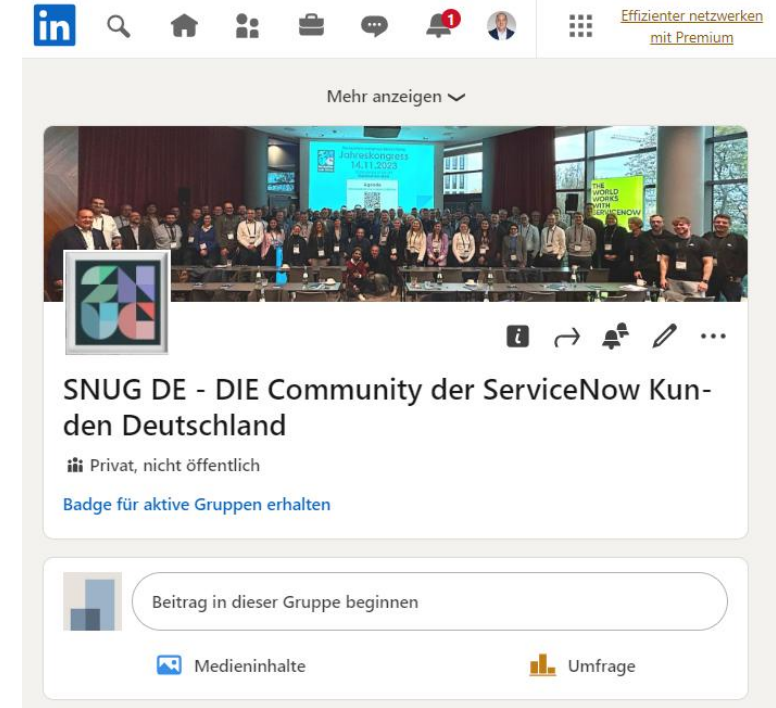 in
1
Effizienter netzwerken
mit Premium
Mehr anzeigen
Jahreskongress
14.11.2023
THE
WORLD
WORKS
WITH
SERVICENOW
SNUG DE - DIE Community der ServiceNow Kun-
den Deutschland
Privat, nicht öffentlich
Badge für aktive Gruppen erhalten
Beitrag in dieser Gruppe beginnen
Medieninhalte
Umfrage